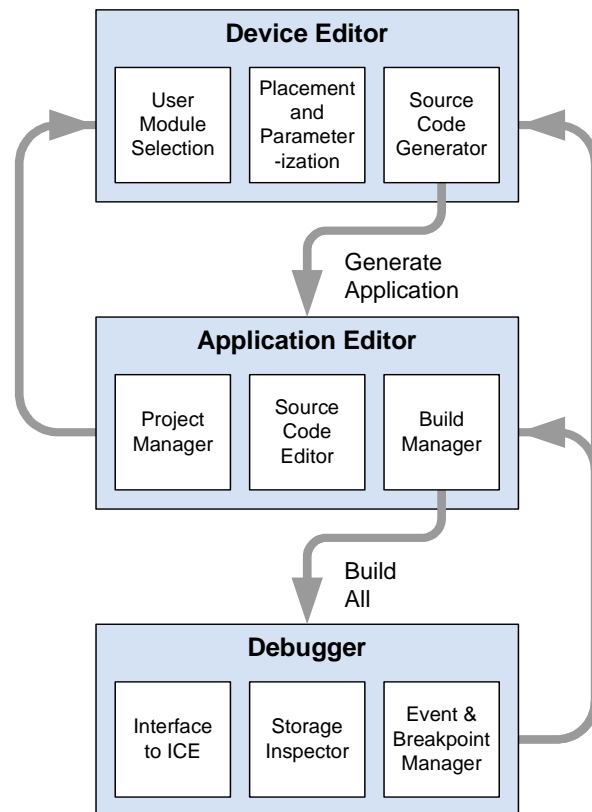 Device Editor
User
Module
Selection
Placement
and
Parameter
-ization
Source
Code
Generator
Generate
Application
Application Editor
Project
Manager
Source
Code
Editor
Build
Manager
Build
All
Debugger
Interface
to ICE
Storage
Inspector
Event &
Breakpoint
Manager